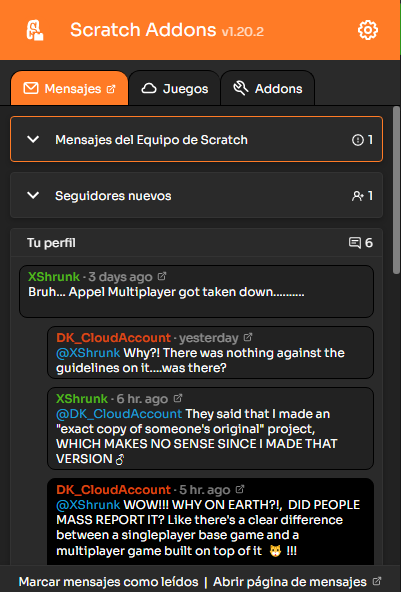 Scratch Addons v1.20.2
Mensajes
Juegos
Addons
Mensajes del Equipo de Scratch
1
Seguidores nuevos
1
Tu perfil
6
XShrunk · 3 days ago
Bruh... Appel Multiplayer got taken down..........
DK_CloudAccount · yesterday
@XShrunk Why?! There was nothing against the
guidelines on it....was there?
XShrunk · 6 hr. ago
@DK_CloudAccount They said that I made an
"exact copy of someone's original" project,
WHICH MAKES NO SENSE SINCE I MADE THAT
VERSION
DK_CloudAccount · 5 hr. ago
@XShrunk WOW!!! WHY ON EARTH?!, DID PEOPLE
MASS REPORT IT? Like there's a clear difference
between a singleplayer base game and a
multiplayer game built on top of it !!!
Marcar mensajes como leídos | Abrir página de mensajes